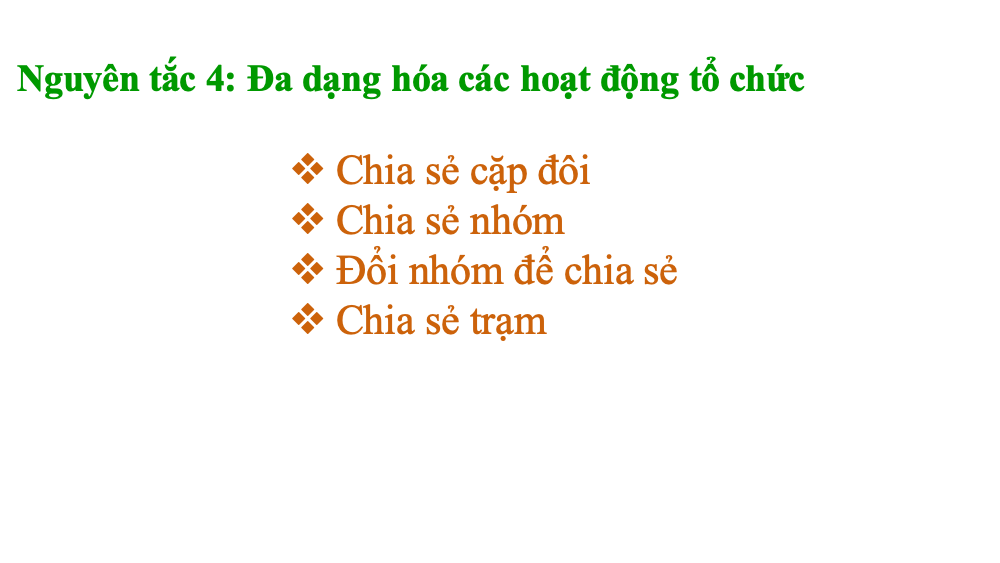 Nguyên tắc 4: Đa dạng hóa các hoạt động tổ chức
❖ Chia sẻ cặp đôi
❖ Chia sẻ nhóm
❖ Đổi nhóm để chia sẻ
❖ Chia sẻ trạm